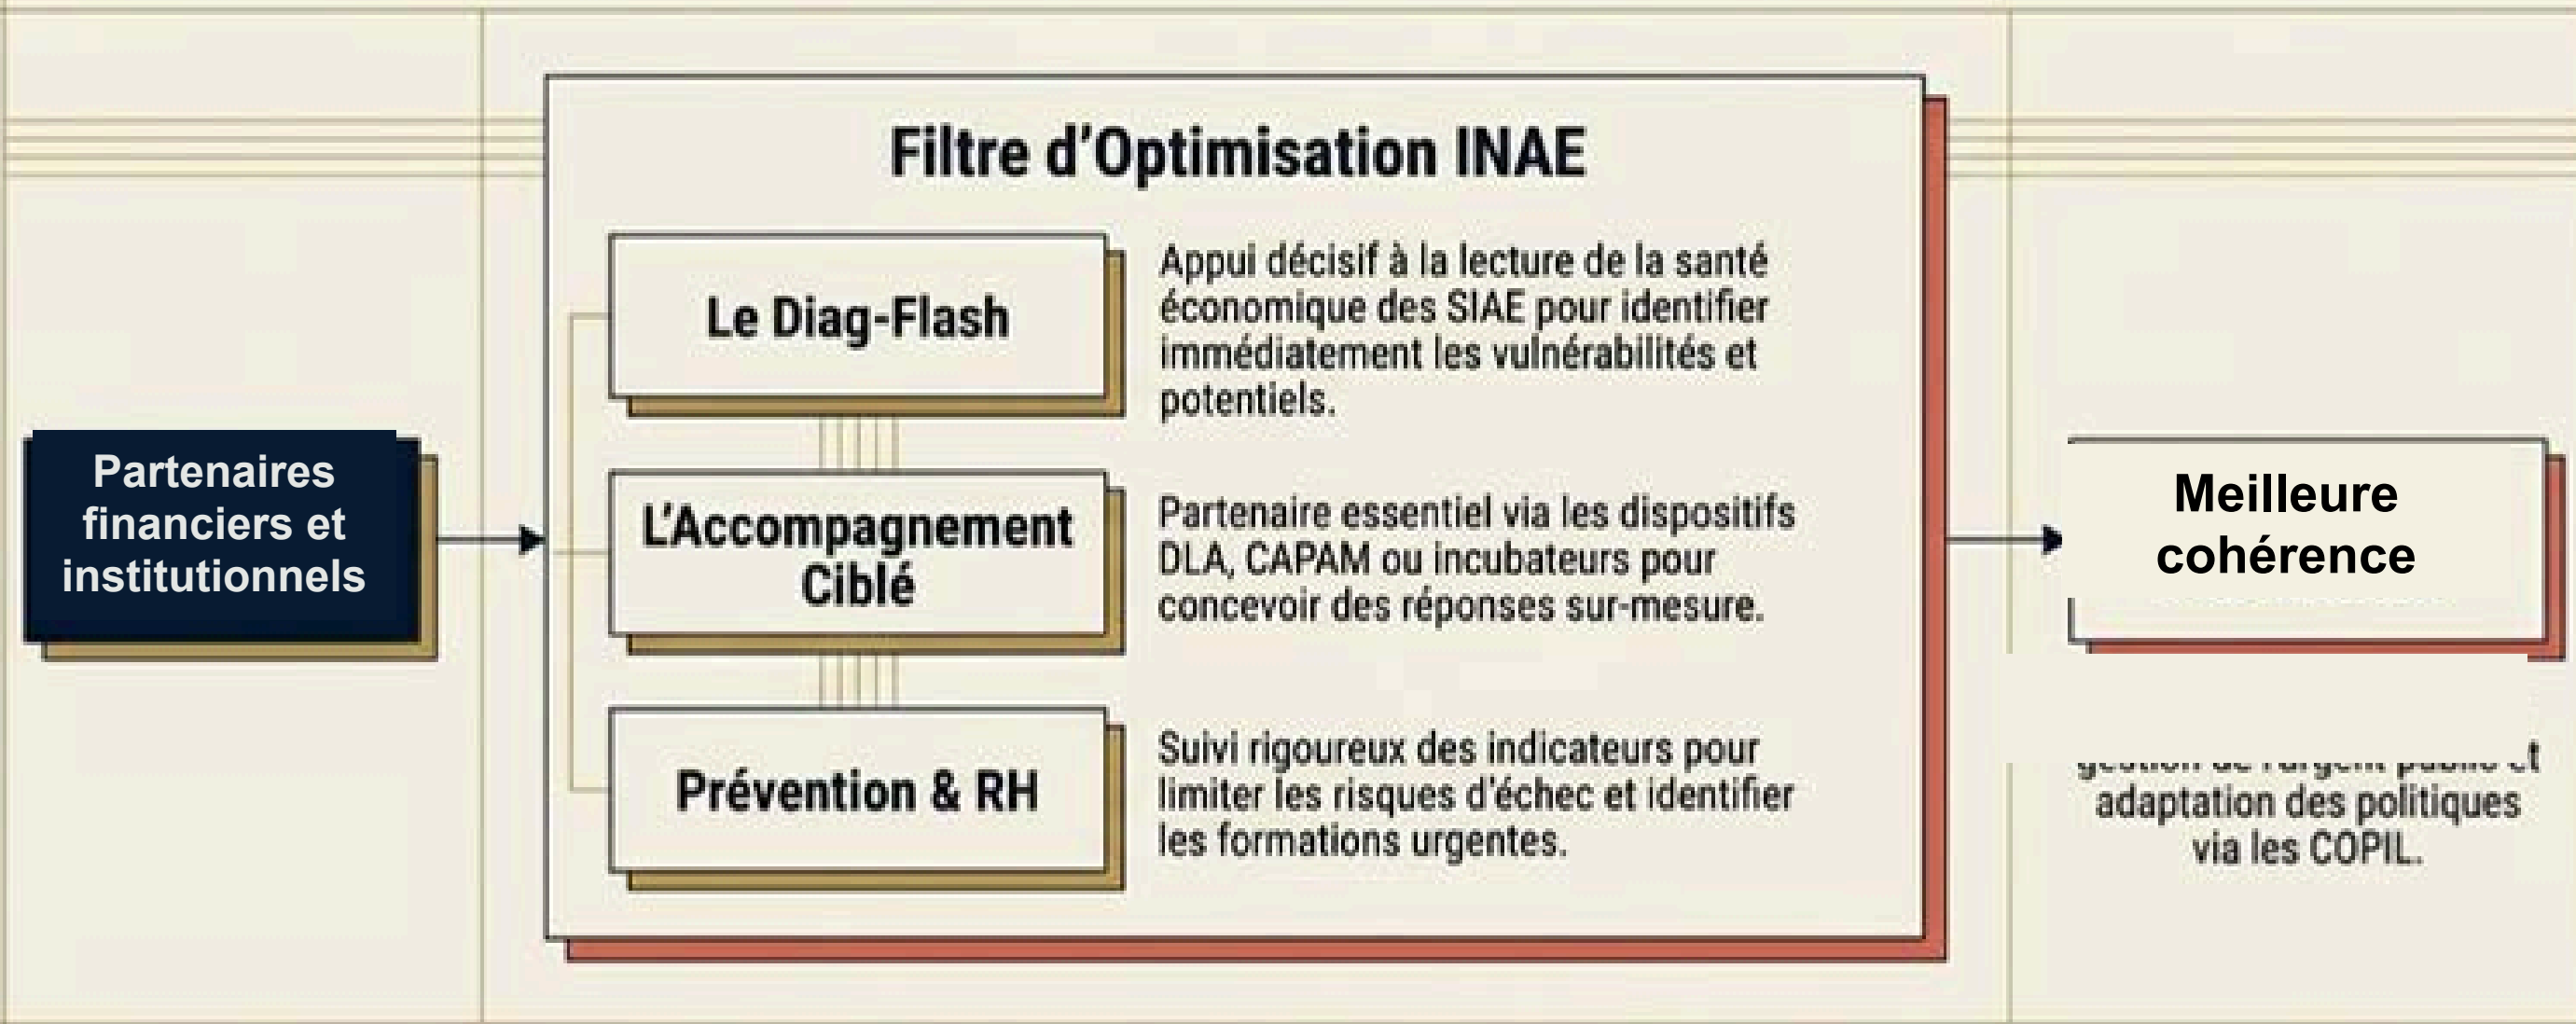 Filtre d'Optimisation INAE
Partenaires
financiers et
institutionnels
Le Diag-Flash
Appui décisif à la lecture de la santé
économique des SIAE pour identifier
immédiatement les vulnérabilités et
potentiels.
L'Accompagnement
Ciblé
Partenaire essentiel via les dispositifs
DLA, CAPAM ou incubateurs pour
concevoir des réponses sur-mesure.
Prévention & RH
Suivi rigoureux des indicateurs pour
limiter les risques d'échec et identifier
les formations urgentes.
Meilleure
cohérence
adaptation des politiques
via les COPIL.